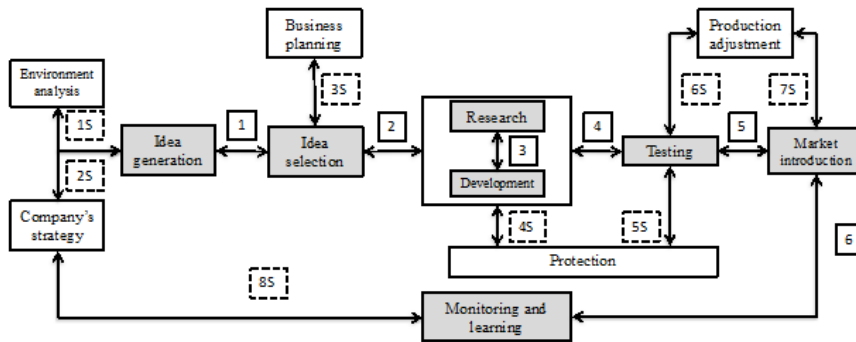 Business
planning
Production
adjustment
Environment
analysis
3S
6S
7S
1S
1
2
4
5
Idea
generation
Idea
selection
Research
3
Development
Testing
Market
introduction
2S
Company's
strategy
4S
5S
6
Protection
8S
Monitoring and
learning